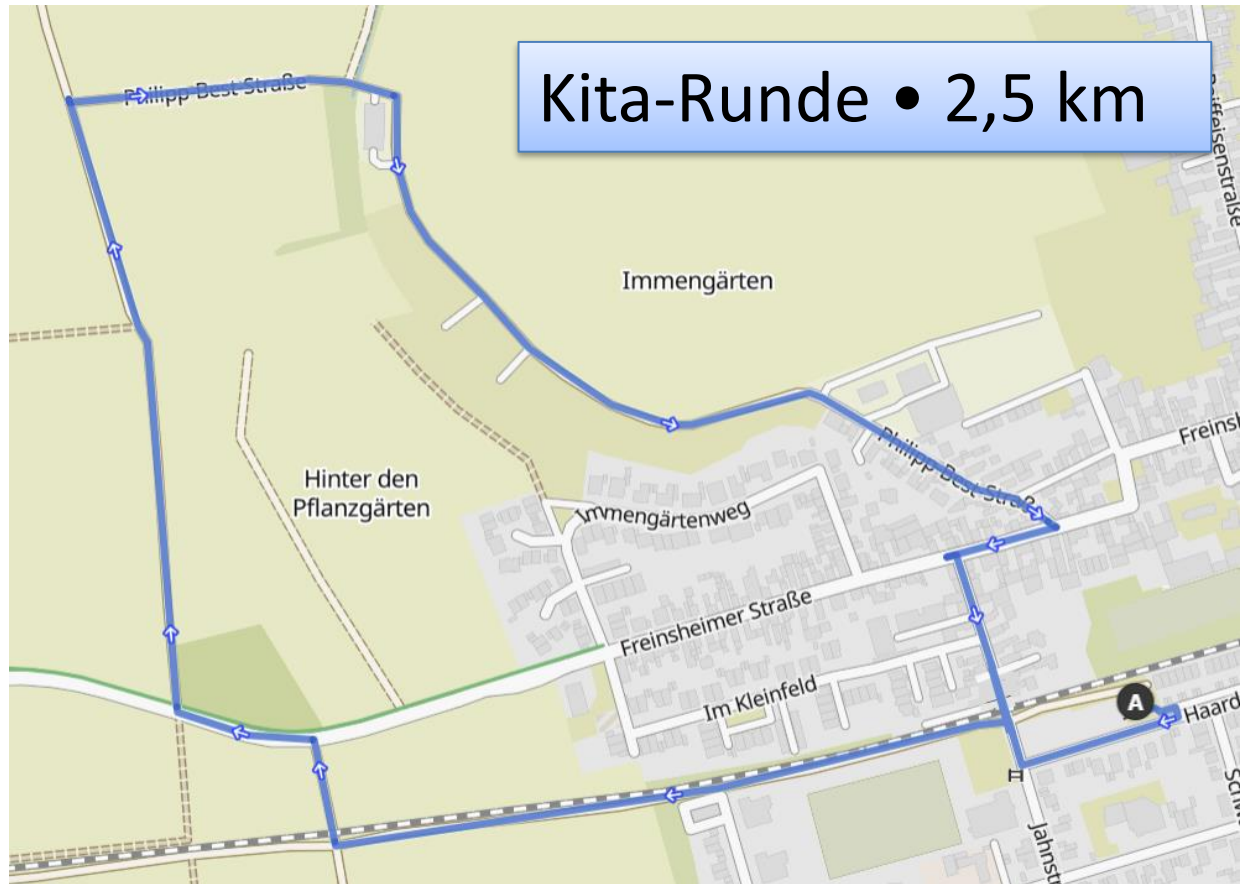 Kita-Runde • 2,5 km
Philipp-Best-Straße
Raiffeisenstraße
Immengärten
Philipp-Best-Straße
Freinsh
Hinter den
Pflanzgärten
Immengärtenweg
Freinsheimer Straße
Im Kleinfeld
A
Haard
Jahnstr